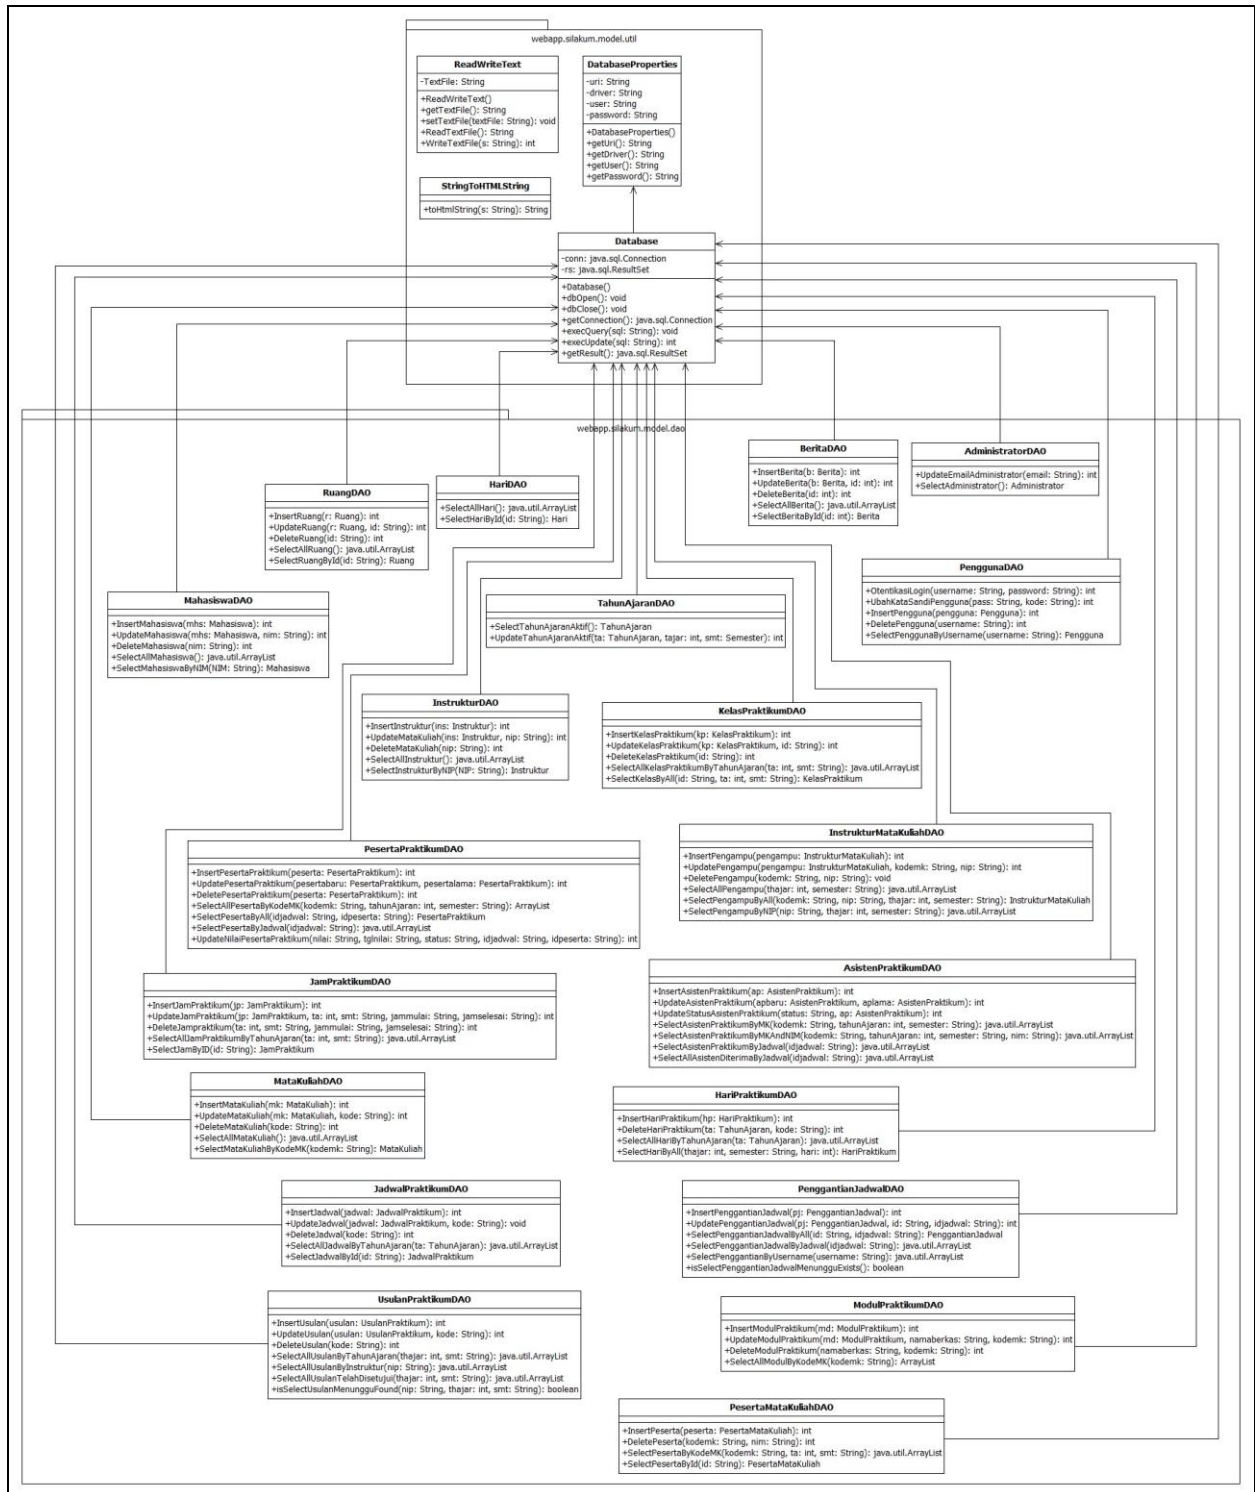 webapp.silakum.model.util
ReadWriteText
-TextFile: String
+ReadWriteText()
+getTextFile(): String
+setTextFile(textFile: String): void
+ReadTextFile(): String
+WriteTextFile(s: String): int
DatabaseProperties
-uri: String
-driver: String
-user: String
-password: String
+DatabaseProperties()
+getUri(): String
+getDriver(): String
+getUser(): String
+getPassword(): String
StringToHTMLString
+toHtmlString(s: String): String
Database
-conn: java.sql.Connection
-rs: java.sql.ResultSet
+Database()
+dbOpen(): void
+dbClose(): void
+getConnection(): java.sql.Connection
+execQuery(sql: String): void
+execUpdate(sql: String): int
+getResult(): java.sql.ResultSet
webapp.silakum.model.dao
BeritaDAO
+InsertBerita(b: Berita): int
+UpdateBerita(b: Berita, id: int): int
+DeleteBerita(id: int): int
+SelectAllBerita(): java.util.ArrayList
+SelectBeritaById(id: int): Berita
AdministratorDAO
+UpdateEmailAdministrator(email: String): int
+SelectAdministrator(): Administrator
RuangDAO
+InsertRuang(r: Ruang): int
+UpdateRuang(r: Ruang, id: String): int
+DeleteRuang(id: String): int
+SelectAllRuang(): java.util.ArrayList
+SelectRuangById(id: String): Ruang
HariDAO
+SelectAllHari(): java.util.ArrayList
+SelectHariById(id: String): Hari
PenggunaDAO
+OtentikasiLogin(username: String, password: String): int
+UbahKataSandiPengguna(pass: String, kode: String): int
+InsertPengguna(pengguna: Pengguna): int
+DeletePengguna(username: String): int
+SelectPenggunaByUsername(username: String): Pengguna
MahasiswaDAO
+InsertMahasiswa(mhs: Mahasiswa): int
+UpdateMahasiswa(mhs: Mahasiswa, nim: String): int
+DeleteMahasiswa(nim: String): int
+SelectAllMahasiswa(): java.util.ArrayList
+SelectMahasiswaByNIM(NIM: String): Mahasiswa
TahunAjaranDAO
+SelectTahunAjaranAktif(): TahunAjaran
+UpdateTahunAjaranAktif(ta: TahunAjaran, tajar: int, smt: Semester): int
InstrukturDAO
+InsertInstruktur(ins: Instruktur): int
+UpdateMataKuliah(ins: Instruktur, nip: String): int
+DeleteMataKuliah(nip: String): int
+SelectAllInstruktur(): java.util.ArrayList
+SelectInstrukturByNIP(NIP: String): Instruktur
KelasPraktikumDAO
+InsertKelasPraktikum(kp: KelasPraktikum): int
+UpdateKelasPraktikum(kp: KelasPraktikum, id: String): int
+DeleteKelasPraktikum(id: String): int
+SelectAllKelasPraktikumByTahunAjaran(ta: int, smt: String): java.util.ArrayList
+SelectKelasByAll(id: String, ta: int, smt: String): KelasPraktikum
PesertaPraktikumDAO
+InsertPesertaPraktikum(peserta: PesertaPraktikum): int
+UpdatePesertaPraktikum(pesertabaru: PesertaPraktikum, pesertalama: PesertaPraktikum): int
+DeletePesertaPraktikum(peserta: PesertaPraktikum): int
+SelectAllPesertaByKodeMK(kodemk: String, tahunAjaran: int, semester: String): ArrayList
+SelectPesertaByAll(idjadwal: String, idpeserta: String): PesertaPraktikum
+SelectPesertaByJadwal(idjadwal: String): java.util.ArrayList
+UpdateNilaiPesertaPraktikum(nilai: String, tglnilai: String, status: String, idjadwal: String, idpeserta: String): int
InstrukturMataKuliahDAO
+InsertPengampu(pengampu: InstrukturMataKuliah): int
+UpdatePengampu(pengampu: InstrukturMataKuliah, kodemk: String, nip: String): int
+DeletePengampu(kodemk: String, nip: String): void
+SelectAllPengampu(thajar: int, semester: String): java.util.ArrayList
+SelectPengampuByAll(kodemk: String, nip: String, thajar: int, semester: String): InstrukturMataKuliah
+SelectPengampuByNIP(nip: String, thajar: int, semester: String): java.util.ArrayList
JamPraktikumDAO
+InsertJamPraktikum(jp: JamPraktikum): int
+UpdateJamPraktikum(jp: JamPraktikum, ta: int, smt: String, jammulai: String, jamselesai: String): int
+DeleteJampraktikum(ta: int, smt: String, jammulai: String, jamselesai: String): int
+SelectAllJamPraktikumByTahunAjaran(ta: int, smt: String): java.util.ArrayList
+SelectJamByID(id: String): JamPraktikum
AsistenPraktikumDAO
+InsertAsistenPraktikum(ap: AsistenPraktikum): int
+UpdateAsistenPraktikum(apbaru: AsistenPraktikum, aplama: AsistenPraktikum): int
+UpdateStatusAsistenPraktikum(status: String, ap: AsistenPraktikum): int
+SelectAsistenPraktikumByMK(kodemk: String, tahunAjaran: int, semester: String): java.util.ArrayList
+SelectAsistenPraktikumByMKAndNIM(kodemk: String, tahunajaran: int, semester: String, nim: String): java.util.ArrayList
+SelectAsistenPraktikumByJadwal(idjadwal: String): java.util.ArrayList
+SelectAllAsistenDiterimaByJadwal(idjadwal: String): java.util.ArrayList
MataKuliahDAO
+InsertMataKuliah(mk: MataKuliah): int
+UpdateMataKuliah(mk: MataKuliah, kode: String): int
+DeleteMataKuliah(kode: String): int
+SelectAllMataKuliah(): java.util.ArrayList
+SelectMataKuliahByKodeMK(kodemk: String): MataKuliah
HariPraktikumDAO
+InsertHariPraktikum(hp: HariPraktikum): int
+DeleteHariPraktikum(ta: TahunAjaran, kode: String): int
+SelectAllHariByTahunAjaran(ta: TahunAjaran): java.util.ArrayList
+SelectHariByAll(thajar: int, semester: String, hari: int): HariPraktikum
JadwalPraktikumDAO
+InsertJadwal(jadwal: JadwalPraktikum): int
+UpdateJadwal(jadwal: JadwalPraktikum, kode: String): void
+DeleteJadwal(kode: String): int
+SelectAllJadwalByTahunAjaran(ta: TahunAjaran): java.util.ArrayList
+SelectJadwalById(id: String): JadwalPraktikum
PenggantianJadwalDAO
+InsertPenggantianJadwal(pj: PenggantianJadwal): int
+UpdatePenggantianJadwal(pj: PenggantianJadwal, id: String, idjadwal: String): int
+SelectPenggantianJadwalByAll(id: String, idjadwal: String): PenggantianJadwal
+SelectPenggantianJadwalByJadwal(idjadwal: String): java.util.ArrayList
+SelectPenggantianByUsername(username: String): java.util.ArrayList
+isSelectPenggantianJadwalMenungguExists(): boolean
UsulanPraktikumDAO
+InsertUsulan(usulan: UsulanPraktikum): int
+UpdateUsulan(usulan: UsulanPraktikum, kode: String): int
+DeleteUsulan(kode: String): int
+SelectAllUsulanByTahunAjaran(thajar: int, smt: String): java.util.ArrayList
+SelectAllUsulanByInstruktur(nip: String): java.util.ArrayList
+SelectAllUsulanTelahDisetujui(thajar: int, smt: String): java.util.ArrayList
+isSelectUsulanMenungguFound(nip: String, thajar: int, smt: String): boolean
ModulPraktikumDAO
+InsertModulPraktikum(md: ModulPraktikum): int
+UpdateModulPraktikum(md: ModulPraktikum, namaberkas: String, kodemk: String): int
+DeleteModulPraktikum(namaberkas: String, kodemk: String): int
+SelectAllModulByKodeMK(kodemk: String): ArrayList
PesertaMataKuliahDAO
+InsertPeserta(peserta: PesertaMataKuliah): int
+DeletePeserta(kodemk: String, nim: String): int
+SelectPesertaByKodeMK(kodemk: String, ta: int, smt: String): java.util.ArrayList
+SelectPesertaById(id: String): PesertaMataKuliah